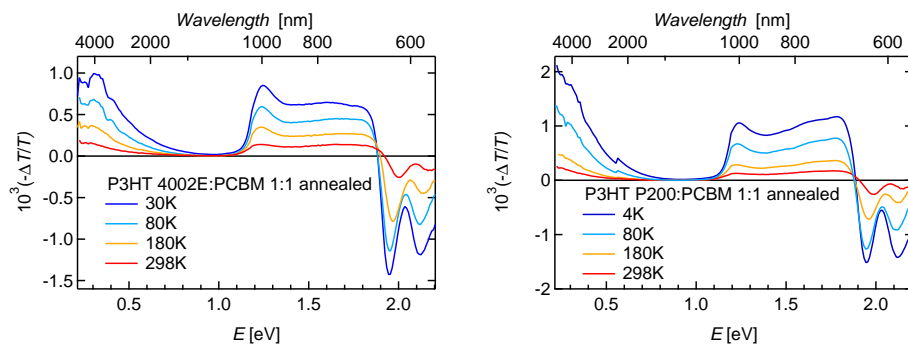 Wavelength [nm]
4000 2000 1000 800 600
1.0
0.5
0.0
-0.5
-1.0
-1.5
10³(-ΔT/T)
P3HT 4002E:PCBM 1:1 annealed
30K
80K
180K
298K
0.5 1.0 1.5 2.0
E [eV]
Wavelength [nm]
4000 2000 1000 800 600
2
1
0
-1
-2
10³(-ΔT/T)
P3HT P200:PCBM 1:1 annealed
4K
80K
180K
298K
0.5 1.0 1.5 2.0
E [eV]